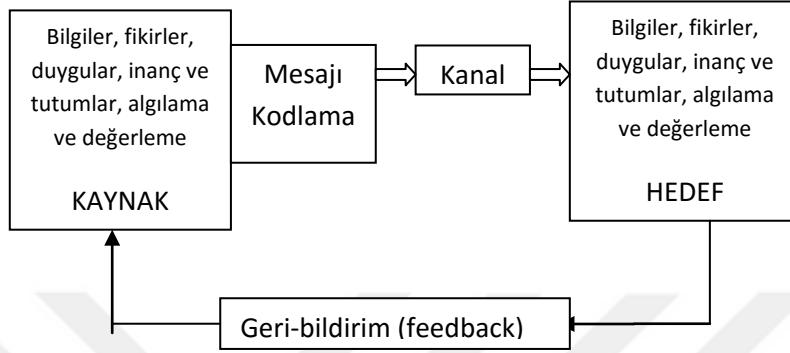 Bilgiler, fikirler,
duygular, inanç ve
tutumlar, algılama
ve değerleme
KAYNAK
Mesajı
Kodlama
Kanal
Bilgiler, fikirler,
duygular, inanç ve
tutumlar, algılama
ve değerleme
HEDEF
Geri-bildirim (feedback)